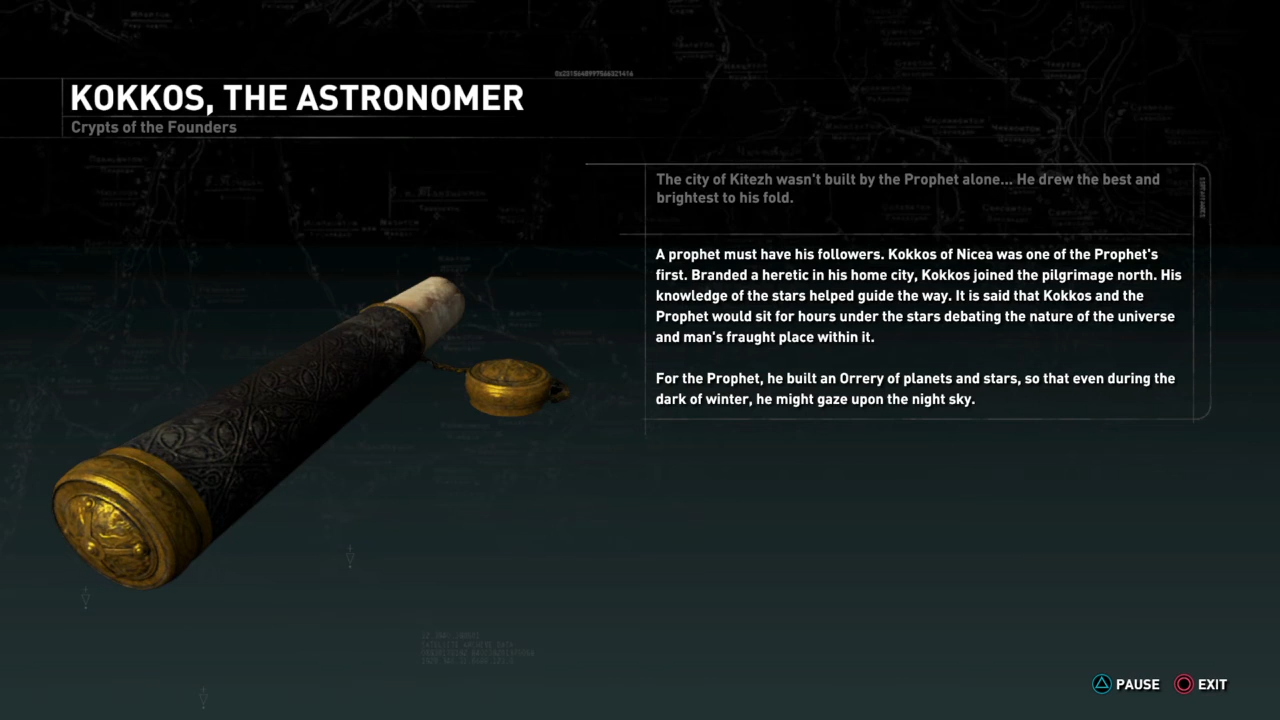 KOKKOS, THE ASTRONOMER
Crypts of the Founders
The city of Kitezh wasn't built by the Prophet alone... He drew the best and
brightest to his fold.
A prophet must have his followers. Kokkos of Nicea was one of the Prophet's
first. Branded a heretic in his home city, Kokkos joined the pilgrimage north. His
knowledge of the stars helped guide the way. It is said that Kokkos and the
Prophet would sit for hours under the stars debating the nature of the universe
and man's fraught place within it.
For the Prophet, he built an Orrery of planets and stars, so that even during the
dark of winter, he might gaze upon the night sky.
PAUSE EXIT